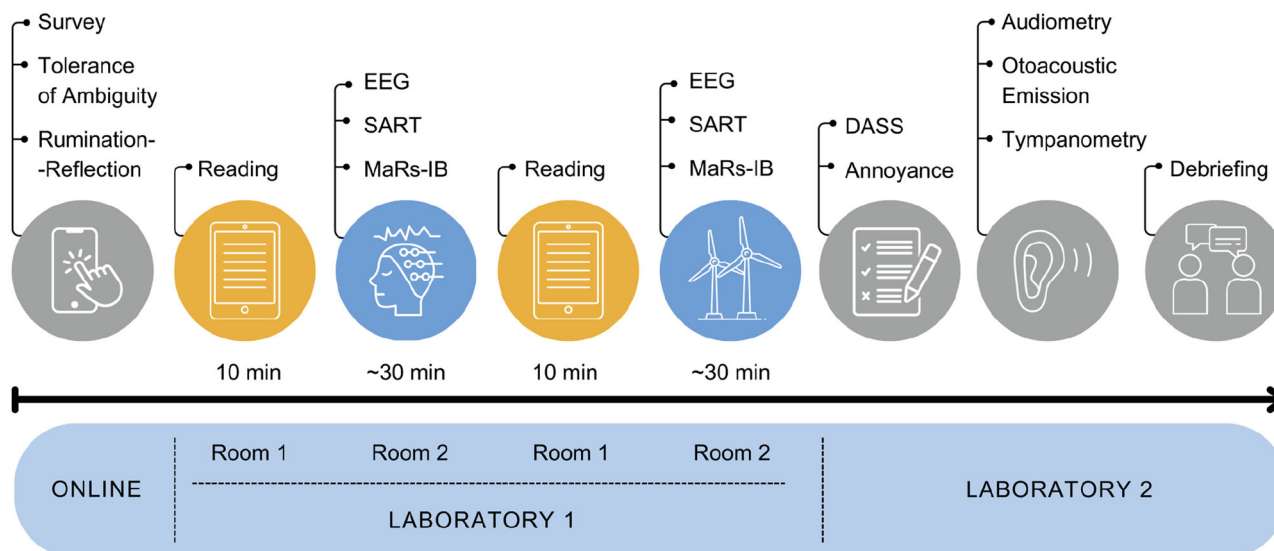 Survey
Tolerance
of Ambiguity
Rumination-
-Reflection
Reading
EEG
SART
MaRs-IB
Reading
EEG
SART
MaRs-IB
DASS
Annoyance
Audiometry
Otoacoustic
Emission
Tympanometry
Debriefing
10 min
~30 min
10 min
~30 min
ONLINE
Room 1
Room 2
Room 1
Room 2
LABORATORY 1
LABORATORY 2